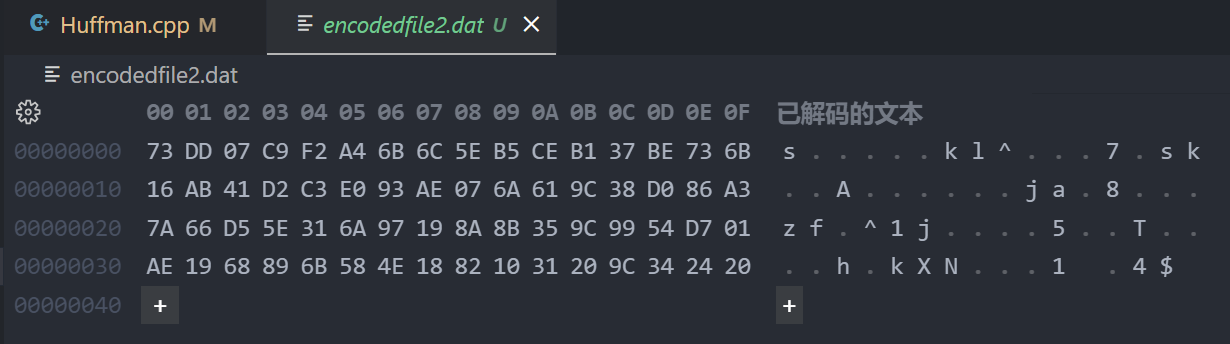 Huffman.cpp M encodedfile2.dat U
encodedfile2.dat
00 01 02 03 04 05 06 07 08 09 0A 0B 0C 0D 0E 0F 已解码的文本
00000000 73 DD 07 C9 F2 A4 6B 6C 5E B5 CE B1 37 BE 73 6B s . . . . . k l ^ . . . 7 . s k
00000010 16 AB 41 D2 C3 E0 93 AE 07 6A 61 9C 38 D0 86 A3 . . A . . . . . . j a . 8 . . .
00000020 7A 66 D5 5E 31 6A 97 19 8A 8B 35 9C 99 54 D7 01 z f . ^ 1 j . . . . 5 . . T . .
00000030 AE 19 68 89 6B 58 4E 18 82 10 31 20 9C 34 24 20 . . h . k X N . . . 1   . 4 $
00000040 + +